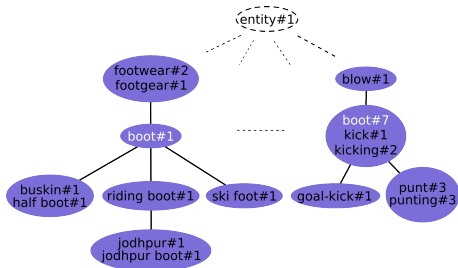 entity#1
footwear#2
footgear#1
blow#1
boot#1
boot#7
kick#1
kicking#2
buskin#1
half boot#1
riding boot#1
ski foot#1
goal-kick#1
punt#3
punting#3
jodhpur#1
jodhpur boot#1